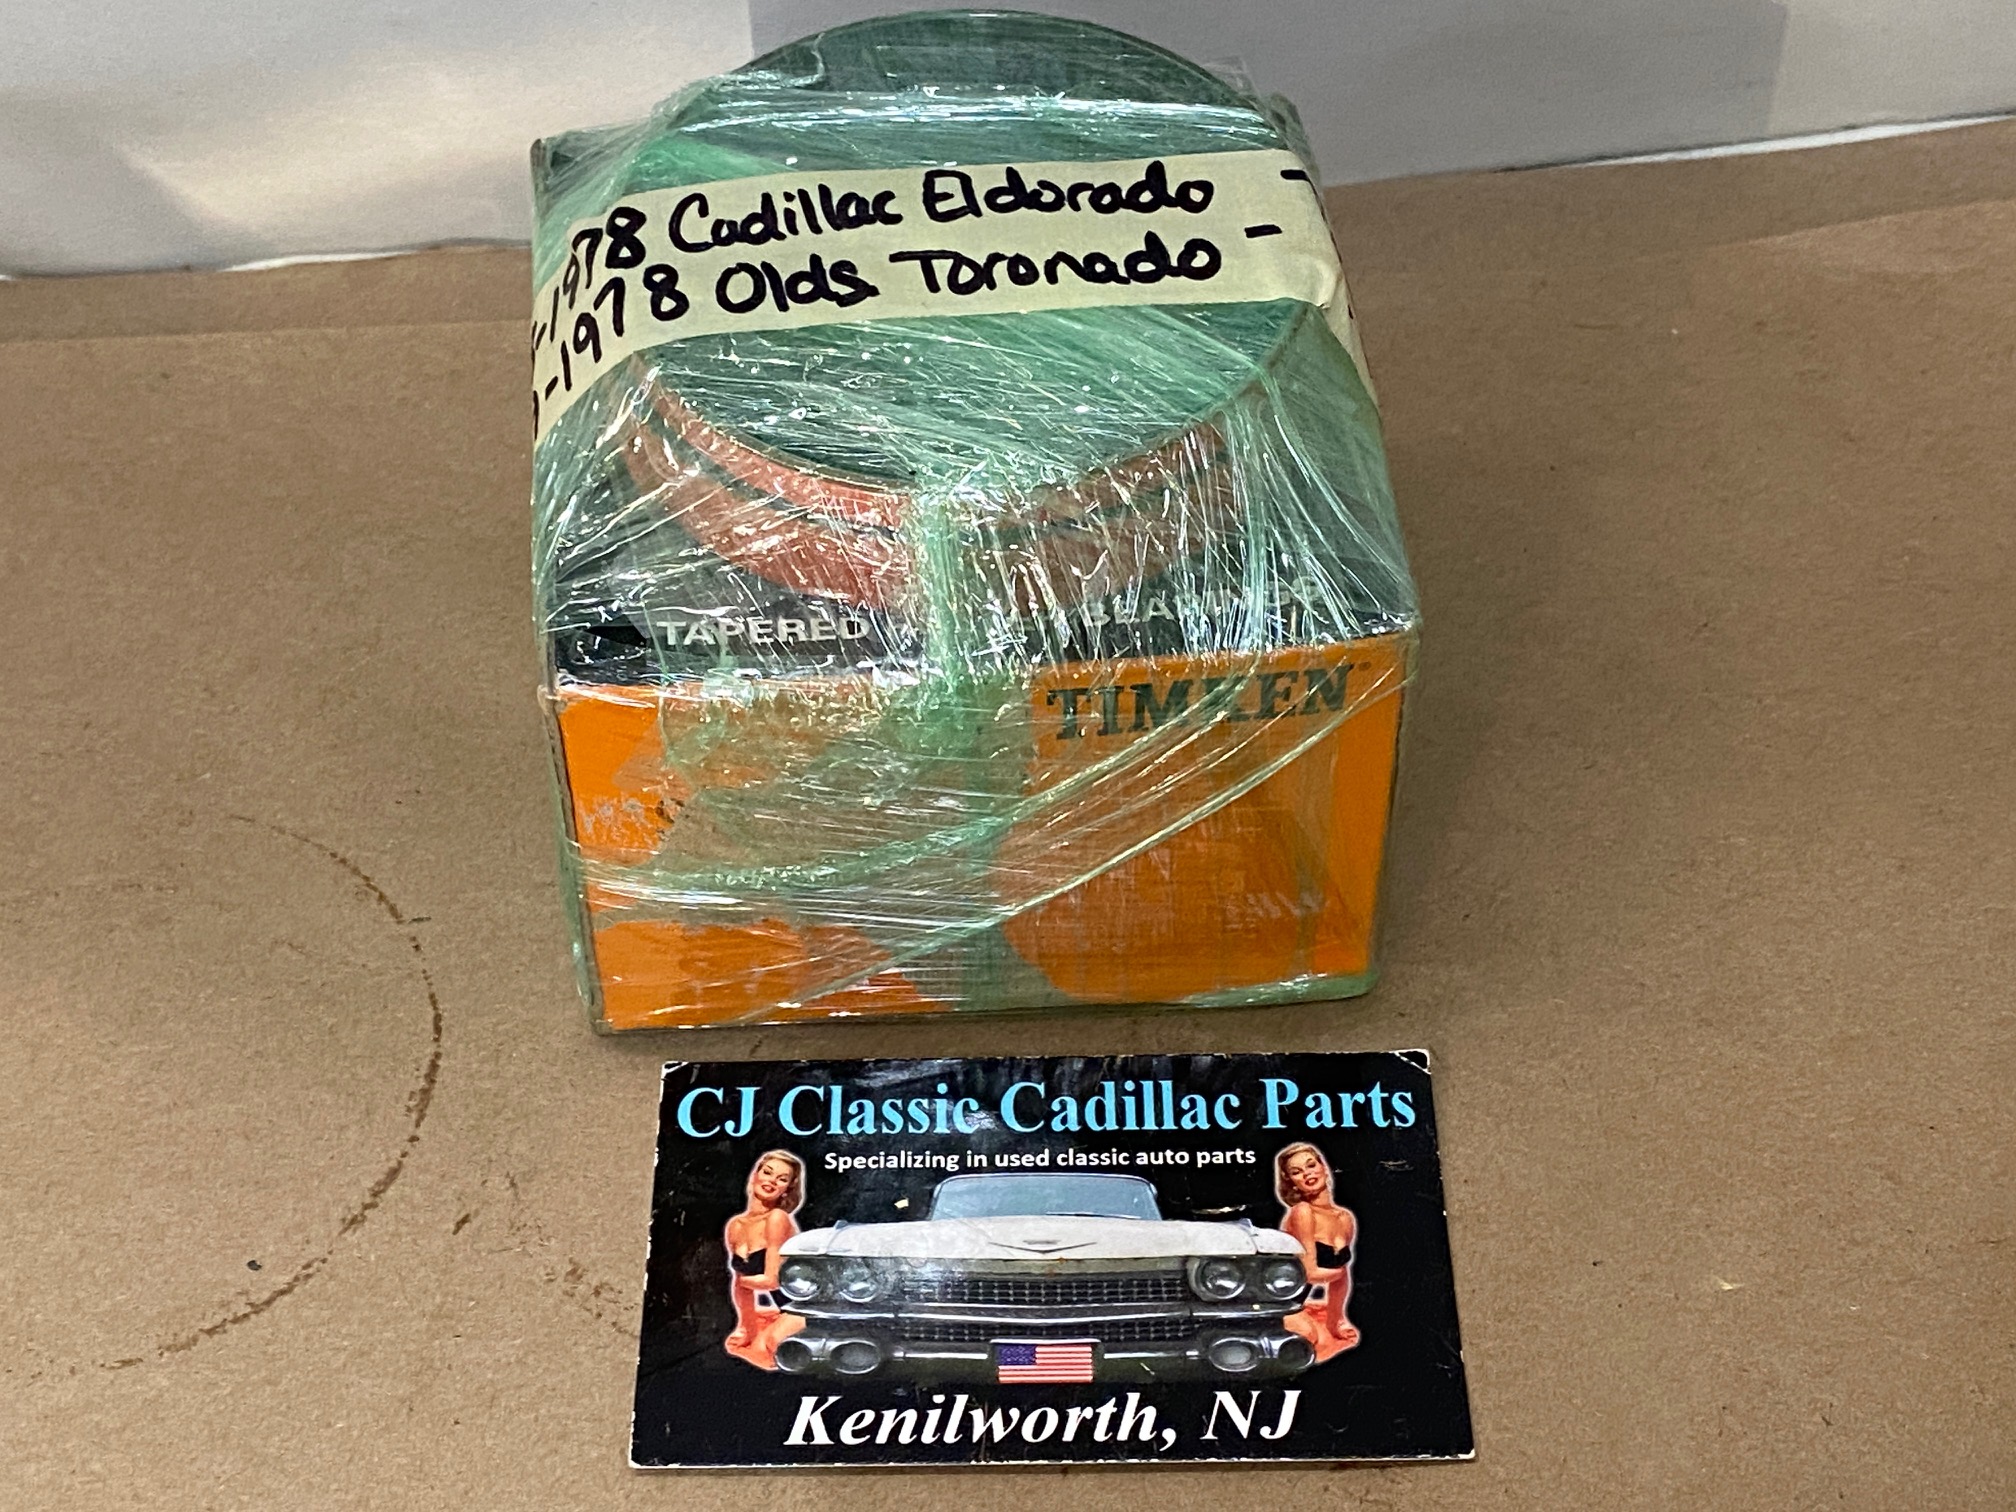 -1978 Cadillac Eldorado -
-1978 Olds. Toronado -
TAPERED BEARINGS
TIMKEN
CJ Classic Cadillac Parts
Specializing in used classic auto parts
Kenilworth, NJ